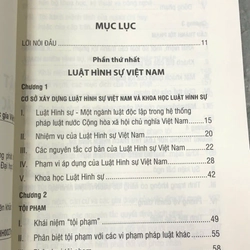 MỤC LỤC
LỜI NÓI ĐẦU 11
Phần thứ nhất
LUẬT HÌNH SỰ VIỆT NAM
Chương 1
CƠ SỞ XÂY DỰNG LUẬT HÌNH SỰ VIỆT NAM VÀ KHOA HỌC LUẬT HÌNH SỰ
I. Luật Hình sự - Một ngành luật độc lập trong hệ thống
pháp luật nước Cộng hòa xã hội chủ nghĩa Việt Nam 15
II. Nhiệm vụ của Luật Hình sự Việt Nam 20
III. Các nguyên tắc cơ bản của Luật Hình sự Việt Nam 22
IV. Phạm vi áp dụng của Luật Hình sự Việt Nam 28
V. Khoa học Luật Hình sự 42
Chương 2
TỘI PHẠM
I. Khái niệm "tội phạm" 49
II. Phân biệt tội phạm với các vi phạm pháp luật khác 55
58